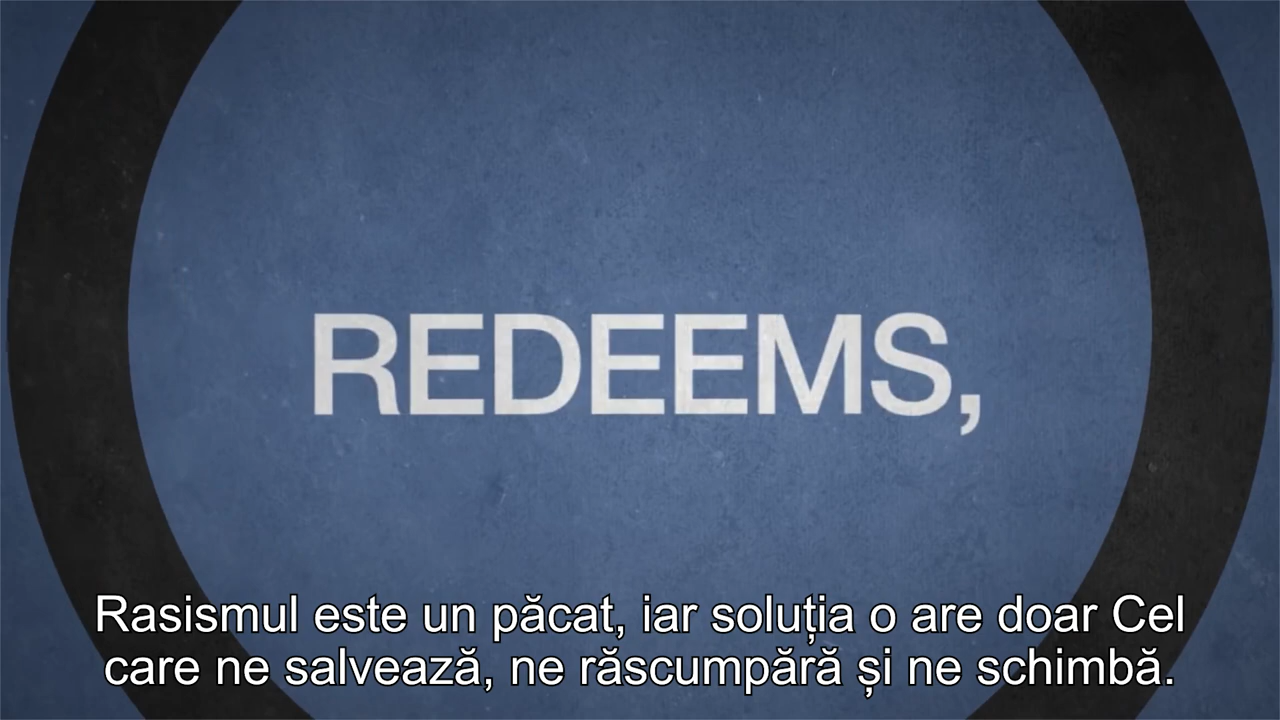 REDEEMS,
Rasismul este un păcat, iar soluția o are doar Cel
care ne salvează, ne răscumpără și ne schimbă.